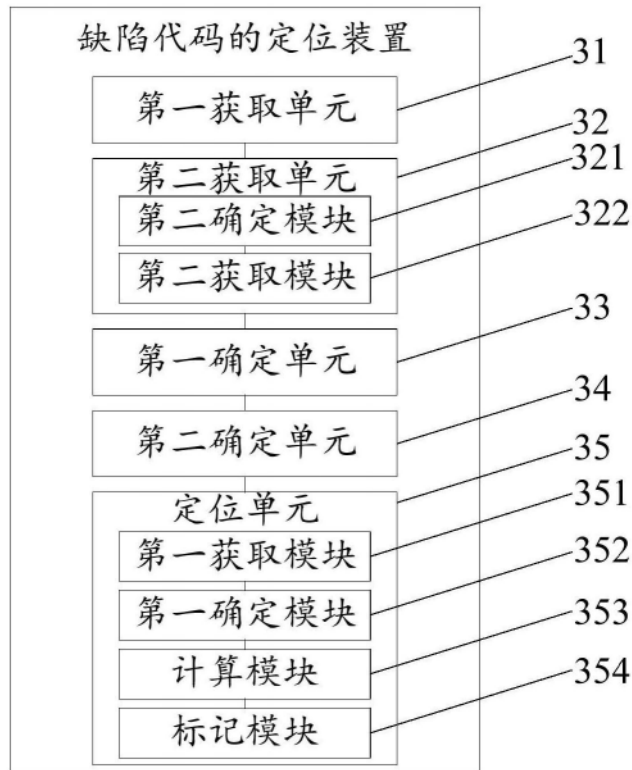 缺陷代码的定位装置
第一获取单元
31
第二获取单元
32
第二确定模块
321
第二获取模块
322
第一确定单元
33
第二确定单元
34
定位单元
35
第一获取模块
351
第一确定模块
352
计算模块
353
标记模块
354